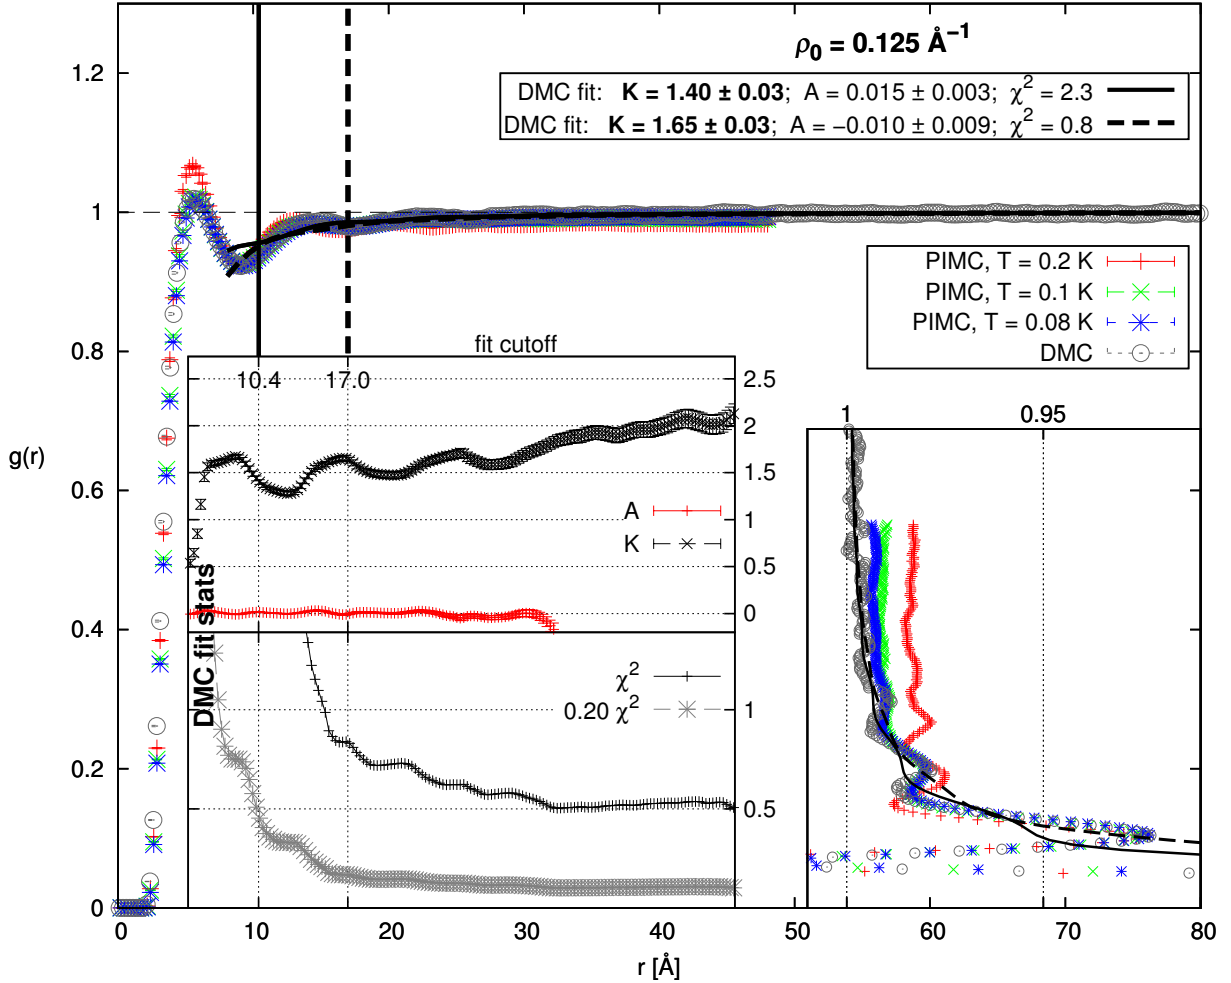 ρ₀ = 0.125 Å⁻¹
DMC fit: K = 1.40 ± 0.03; A = 0.015 ± 0.003; χ² = 2.3
DMC fit: K = 1.65 ± 0.03; A = −0.010 ± 0.009; χ² = 0.8
1.2
1
0.8
0.6
0.4
0.2
0
g(r)
PIMC, T = 0.2 K
PIMC, T = 0.1 K
PIMC, T = 0.08 K
DMC
fit cutoff
10.4
17.0
2.5
2
1.5
1
0.5
0
A
K
DMC fit stats
χ²
0.20 χ²
1
0.5
1
0.95
0
10
20
30
40
50
60
70
80
r [Å]